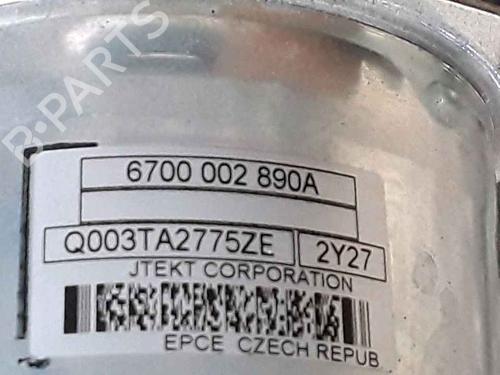 B-PARTS
6700 002 890A
Q003TA2775ZE 2Y27
JTEKT CORPORATION
EPCE CZECH REPUB